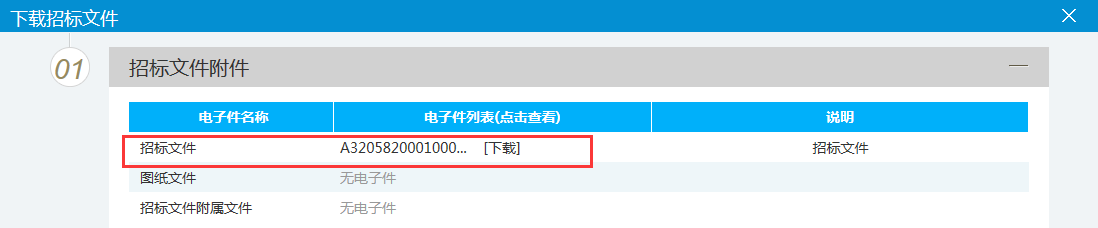 下载招标文件
01
招标文件附件
电子件名称 电子件列表(点击查看) 说明
招标文件 A3205820001000... [下载] 招标文件
图纸文件 无电子件
招标文件附属文件 无电子件